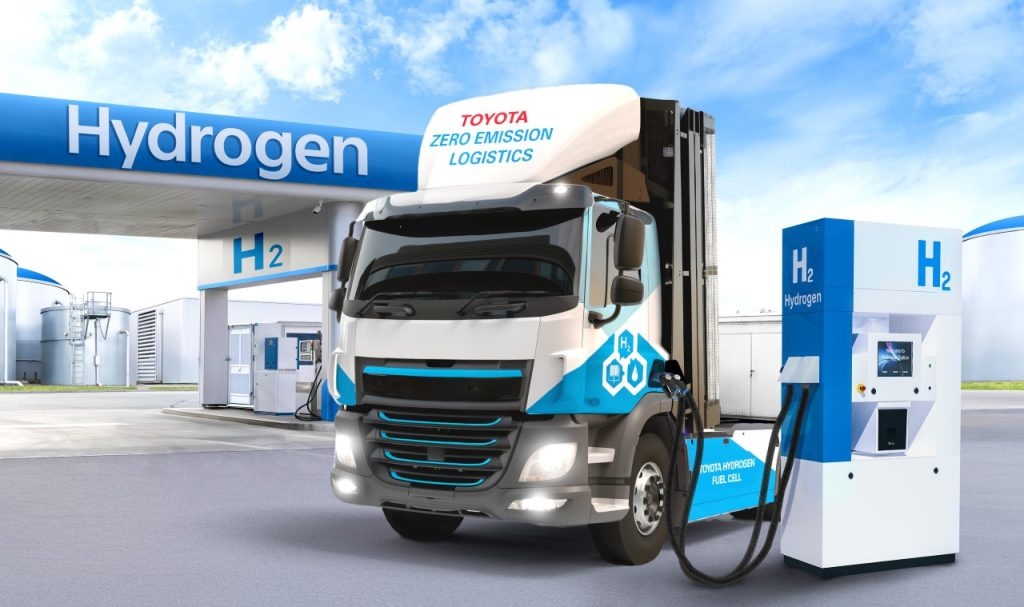 Hydrogen
H2
TOYOTA
ZERO EMISSION
LOGISTICS
H2
H2
Hydrogen
H2
TOYOTA HYDROGEN
FUEL CELL